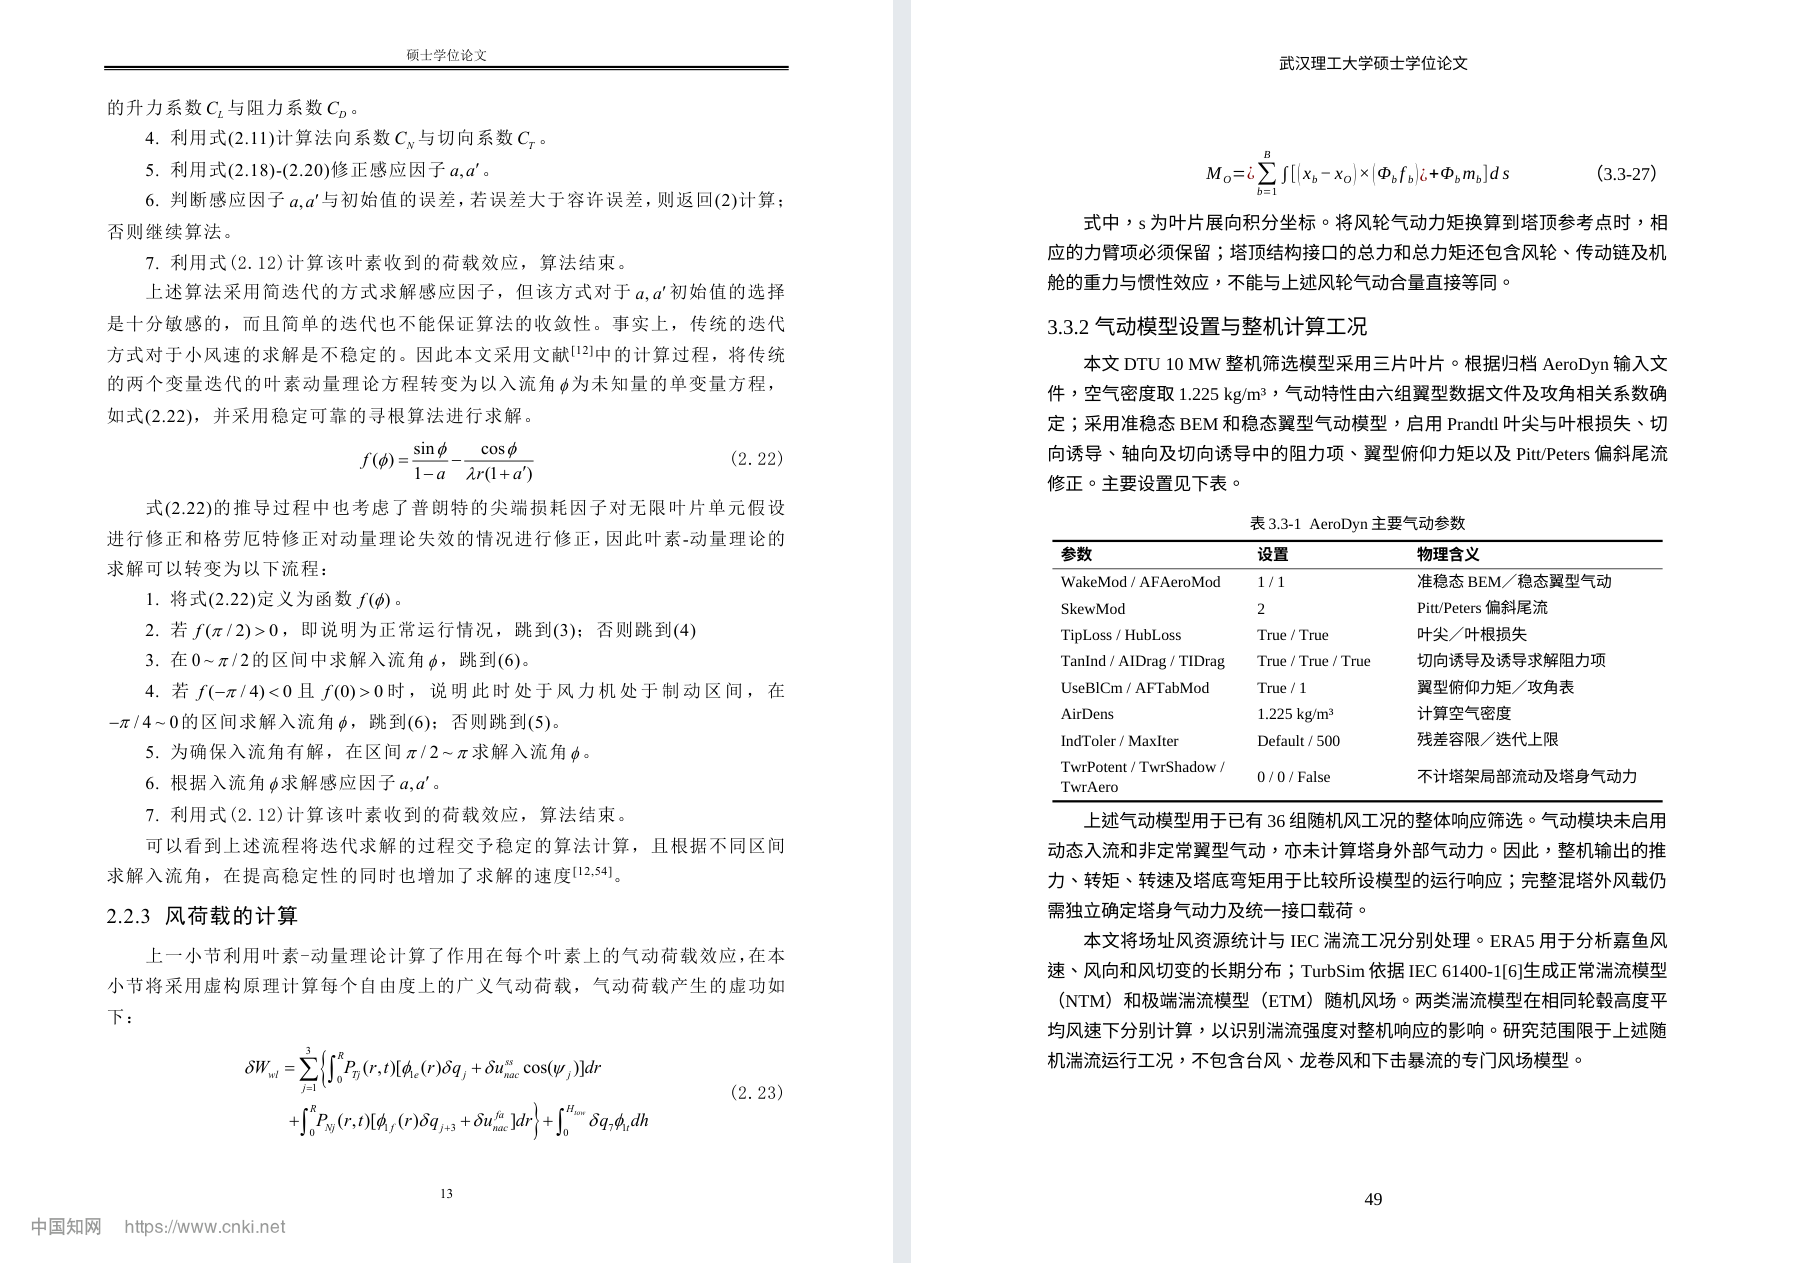 硕士学位论文
的升力系数 C_L 与阻力系数 C_D 。
4. 利用式(2.11)计算法向系数 C_N 与切向系数 C_T 。
5. 利用式(2.18)-(2.20)修正感应因子 a, a′ 。
6. 判断感应因子 a, a′ 与初始值的误差，若误差大于容许误差，则返回(2)计算；
否则继续算法。
7. 利用式(2.12)计算该叶素收到的荷载效应，算法结束。
上述算法采用简迭代的方式求解感应因子，但该方式对于 a, a′ 初始值的选择
是十分敏感的，而且简单的迭代也不能保证算法的收敛性。事实上，传统的迭代
方式对于小风速的求解是不稳定的。因此本文采用文献[12]中的计算过程，将传统
的两个变量迭代的叶素动量理论方程转变为以入流角 ϕ 为未知量的单变量方程，
如式(2.22)，并采用稳定可靠的寻根算法进行求解。
f(ϕ) = sinϕ/(1−a) − cosϕ/(λr(1+a′)) (2.22)
式(2.22)的推导过程中也考虑了普朗特的尖端损耗因子对无限叶片单元假设
进行修正和格劳厄特修正对动量理论失效的情况进行修正，因此叶素-动量理论的
求解可以转变为以下流程：
1. 将式(2.22)定义为函数 f(ϕ) 。
2. 若 f(π/2) > 0 ，即说明为正常运行情况，跳到(3)；否则跳到(4)
3. 在 0 ~ π/2 的区间中求解入流角 ϕ ，跳到(6)。
4. 若 f(−π/4) < 0 且 f(0) > 0 时，说明此时处于风力机处于制动区间，在
−π/4 ~ 0 的区间求解入流角 ϕ ，跳到(6)；否则跳到(5)。
5. 为确保入流角有解，在区间 π/2 ~ π 求解入流角 ϕ 。
6. 根据入流角 ϕ 求解感应因子 a, a′ 。
7. 利用式(2.12)计算该叶素收到的荷载效应，算法结束。
可以看到上述流程将迭代求解的过程交予稳定的算法计算，且根据不同区间
求解入流角，在提高稳定性的同时也增加了求解的速度[12,54]。
2.2.3 风荷载的计算
上一小节利用叶素-动量理论计算了作用在每个叶素上的气动荷载效应，在本
小节将采用虚构原理计算每个自由度上的广义气动荷载，气动荷载产生的虚功如
下：
δW_wl = ∑_{j=1}^{3} {∫_0^R P_Tj(r,t)[ϕ_1e(r)δq_j + δu_nac^ss cos(ψ_j)]dr
+∫_0^R P_Nj(r,t)[ϕ_1f(r)δq_{j+3} + δu_nac^fa]dr} + ∫_0^{H_tow} δq_7ϕ_1t dh (2.23)
13
中国知网 https://www.cnki.net
武汉理工大学硕士学位论文
M_O=¿∑_{b=1}^{B} ∫[(x_b−x_O)×(Φ_b f_b)¿+Φ_b m_b]d s （3.3-27）
式中，s 为叶片展向积分坐标。将风轮气动力矩换算到塔顶参考点时，相
应的力臂项必须保留；塔顶结构接口的总力和总力矩还包含风轮、传动链及机
舱的重力与惯性效应，不能与上述风轮气动合量直接等同。
3.3.2 气动模型设置与整机计算工况
本文 DTU 10 MW 整机筛选模型采用三片叶片。根据归档 AeroDyn 输入文
件，空气密度取 1.225 kg/m³，气动特性由六组翼型数据文件及攻角相关系数确
定；采用准稳态 BEM 和稳态翼型气动模型，启用 Prandtl 叶尖与叶根损失、切
向诱导、轴向及切向诱导中的阻力项、翼型俯仰力矩以及 Pitt/Peters 偏斜尾流
修正。主要设置见下表。
表 3.3-1 AeroDyn 主要气动参数
参数 设置 物理含义
WakeMod / AFAeroMod 1 / 1 准稳态 BEM／稳态翼型气动
SkewMod 2 Pitt/Peters 偏斜尾流
TipLoss / HubLoss True / True 叶尖／叶根损失
TanInd / AIDrag / TIDrag True / True / True 切向诱导及诱导求解阻力项
UseBlCm / AFTabMod True / 1 翼型俯仰力矩／攻角表
AirDens 1.225 kg/m³ 计算空气密度
IndToler / MaxIter Default / 500 残差容限／迭代上限
TwrPotent / TwrShadow /
TwrAero 0 / 0 / False 不计塔架局部流动及塔身气动力
上述气动模型用于已有 36 组随机风工况的整体响应筛选。气动模块未启用
动态入流和非定常翼型气动，亦未计算塔身外部气动力。因此，整机输出的推
力、转矩、转速及塔底弯矩用于比较所设模型的运行响应；完整混塔外风载仍
需独立确定塔身气动力及统一接口载荷。
本文将场址风资源统计与 IEC 湍流工况分别处理。ERA5 用于分析嘉鱼风
速、风向和风切变的长期分布；TurbSim 依据 IEC 61400-1[6]生成正常湍流模型
（NTM）和极端湍流模型（ETM）随机风场。两类湍流模型在相同轮毂高度平
均风速下分别计算，以识别湍流强度对整机响应的影响。研究范围限于上述随
机湍流运行工况，不包含台风、龙卷风和下击暴流的专门风场模型。
49